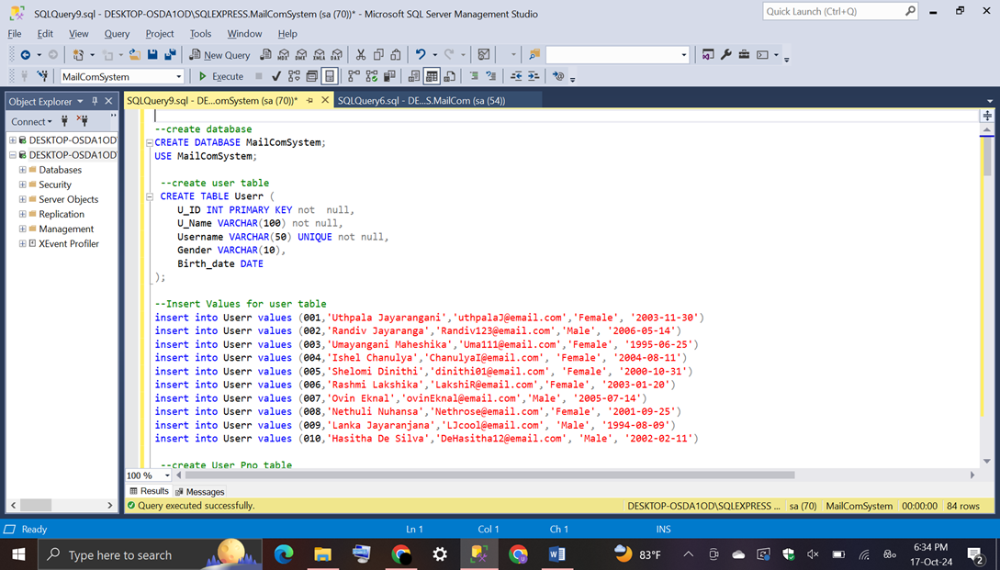 SQLQuery9.sql - DESKTOP-OSDA1OD\SQLEXPRESS.MailComSystem (sa (70))* - Microsoft SQL Server Management Studio
Quick Launch (Ctrl+Q)
File Edit View Query Project Tools Window Help
New Query
MailComSystem
Execute
Object Explorer
SQLQuery9.sql - DE...omSystem (sa (70))*
SQLQuery6.sql - DE...S.MailCom (sa (54))
Connect
DESKTOP-OSDA1OD
DESKTOP-OSDA1OD
Databases
Security
Server Objects
Replication
Management
XEvent Profiler
--create database
CREATE DATABASE MailComSystem;
USE MailComSystem;
--create user table
CREATE TABLE Userr (
U_ID INT PRIMARY KEY not  null,
U_Name VARCHAR(100) not null,
Username VARCHAR(50) UNIQUE not null,
Gender VARCHAR(10),
Birth_date DATE
);
--Insert Values for user table
insert into Userr values (001,'Uthpala Jayarangani','uthpalaJ@email.com','Female', '2003-11-30')
insert into Userr values (002,'Randiv Jayaranga','Randiv123@email.com','Male', '2006-05-14')
insert into Userr values (003,'Umayangani Maheshika','Uma111@email.com','Female', '1995-06-25')
insert into Userr values (004,'Ishel Chanulya','ChanulyaI@email.com', 'Female', '2004-08-11')
insert into Userr values (005,'Shelomi Dinithi','dinithi01@email.com', 'Female', '2000-10-31')
insert into Userr values (006,'Rashmi Lakshika','LakshiR@email.com','Female', '2003-01-20')
insert into Userr values (007,'Ovin Eknal','ovinEknal@email.com','Male', '2005-07-14')
insert into Userr values (008,'Nethuli Nuhansa','Nethrose@email.com','Female', '2001-09-25')
insert into Userr values (009,'Lanka Jayaranjana','LJcool@email.com', 'Male', '1994-08-09')
insert into Userr values (010,'Hasitha De Silva','DeHasitha12@email.com', 'Male', '2002-02-11')
--create User Pno table
100 %
Results Messages
Query executed successfully. DESKTOP-OSDA1OD\SQLEXPRESS ... sa (70) MailComSystem 00:00:00 84 rows
Ready Ln 1 Col 1 Ch 1 INS
Type here to search
83°F
6:34 PM
17-Oct-24
2